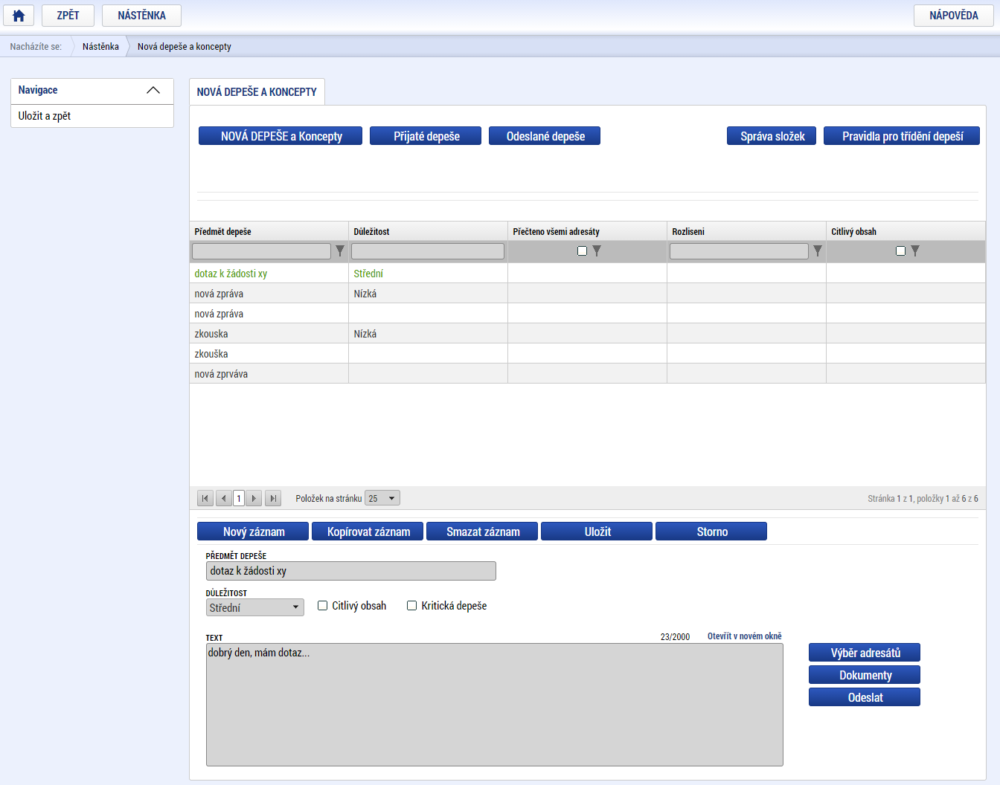 ZPĚT NÁSTĚNKA NÁPOVĚDA
Nacházíte se: Nástěnka Nová depeše a koncepty
Navigace
Uložit a zpět
NOVÁ DEPEŠE A KONCEPTY
NOVÁ DEPEŠE a Koncepty Přijaté depeše Odeslané depeše Správa složek Pravidla pro třídění depeší
Předmět depeše Důležitost Přečteno všemi adresáty Rozliseni Citlivý obsah
dotaz k žádosti xy Střední
nová zpráva Nízká
nová zpráva
zkouska Nízká
zkouška
nová zprváva
1 Položek na stránku 25 Stránka 1 z 1, položky 1 až 6 z 6
Nový záznam Kopírovat záznam Smazat záznam Uložit Storno
PŘEDMĚT DEPEŠE
dotaz k žádosti xy
DŮLEŽITOST
Střední Citlivý obsah Kritická depeše
TEXT 23/2000 Otevřít v novém okně
dobrý den, mám dotaz...
Výběr adresátů
Dokumenty
Odeslat